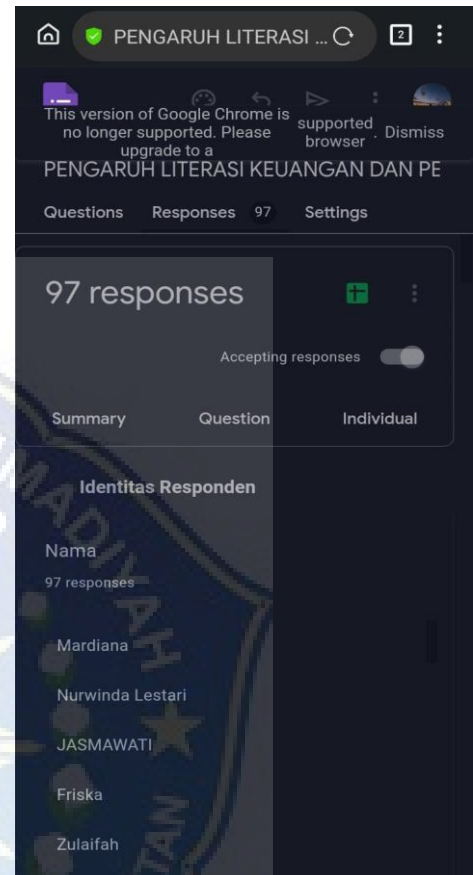 PENGARUH LITERASI ...
2
This version of Google Chrome is
no longer supported. Please
upgrade to a
supported
browser
. Dismiss
PENGARUH LITERASI KEUANGAN DAN PE
Questions Responses 97 Settings
97 responses
Accepting responses
Summary Question Individual
Identitas Responden
Nama
97 responses
Mardiana
Nurwinda Lestari
JASMAWATI
Friska
Zulaifah